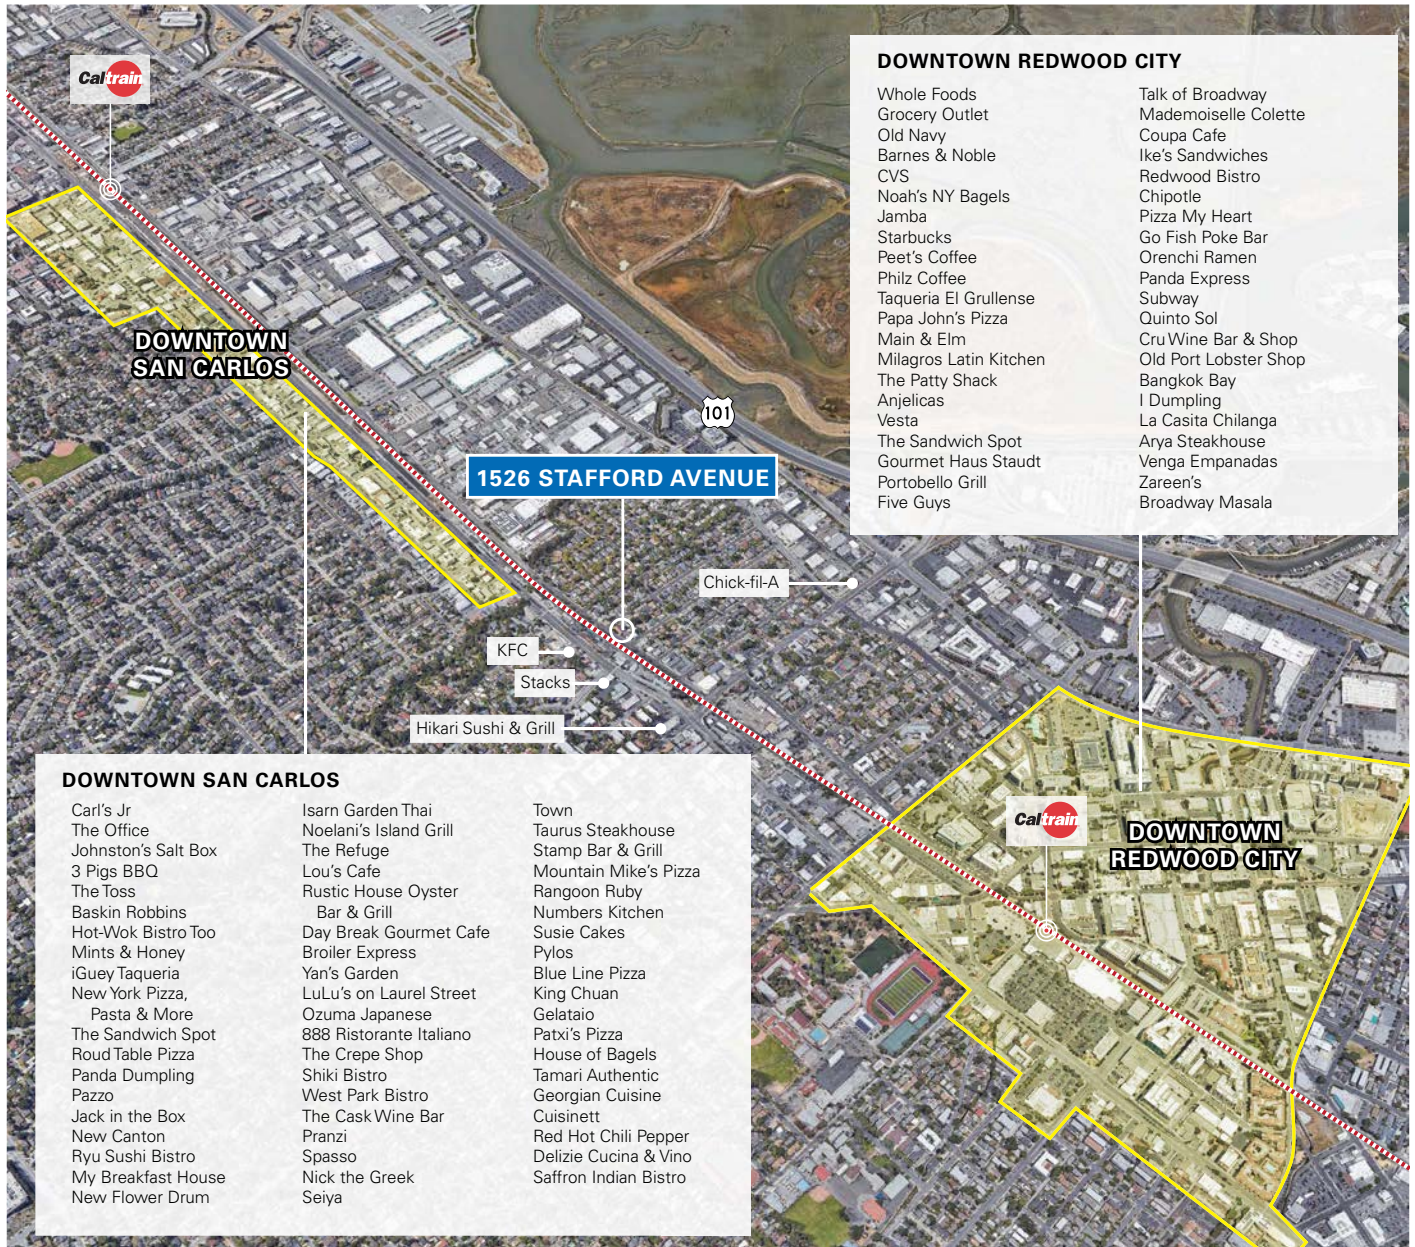 Caltrain
DOWNTOWN REDWOOD CITY
Whole Foods
Grocery Outlet
Old Navy
Barnes & Noble
CVS
Noah's NY Bagels
Jamba
Starbucks
Peet's Coffee
Philz Coffee
Taqueria El Grullense
Papa John's Pizza
Main & Elm
Milagros Latin Kitchen
The Patty Shack
Anjelicas
Vesta
The Sandwich Spot
Gourmet Haus Staudt
Portobello Grill
Five Guys
Talk of Broadway
Mademoiselle Colette
Coupa Cafe
Ike's Sandwiches
Redwood Bistro
Chipotle
Pizza My Heart
Go Fish Poke Bar
Orenchi Ramen
Panda Express
Subway
Quinto Sol
Cru Wine Bar & Shop
Old Port Lobster Shop
Bangkok Bay
I Dumpling
La Casita Chilanga
Arya Steakhouse
Venga Empanadas
Zareen's
Broadway Masala
DOWNTOWN
SAN CARLOS
101
1526 STAFFORD AVENUE
Chick-fil-A
KFC
Stacks
Hikari Sushi & Grill
DOWNTOWN SAN CARLOS
Carl's Jr
The Office
Johnston's Salt Box
3 Pigs BBQ
The Toss
Baskin Robbins
Hot-Wok Bistro Too
Mints & Honey
iGuey Taqueria
New York Pizza,
Pasta & More
The Sandwich Spot
Roud Table Pizza
Panda Dumpling
Pazzo
Jack in the Box
New Canton
Ryu Sushi Bistro
My Breakfast House
New Flower Drum
Isarn Garden Thai
Noelani's Island Grill
The Refuge
Lou's Cafe
Rustic House Oyster
Bar & Grill
Day Break Gourmet Cafe
Broiler Express
Yan's Garden
LuLu's on Laurel Street
Ozuma Japanese
888 Ristorante Italiano
The Crepe Shop
Shiki Bistro
West Park Bistro
The Cask Wine Bar
Pranzi
Spasso
Nick the Greek
Seiya
Town
Taurus Steakhouse
Stamp Bar & Grill
Mountain Mike's Pizza
Rangoon Ruby
Numbers Kitchen
Susie Cakes
Pylos
Blue Line Pizza
King Chuan
Gelataio
Patxi's Pizza
House of Bagels
Tamari Authentic
Georgian Cuisine
Cuisinett
Red Hot Chili Pepper
Delizie Cucina & Vino
Saffron Indian Bistro
Caltrain
DOWNTOWN
REDWOOD CITY